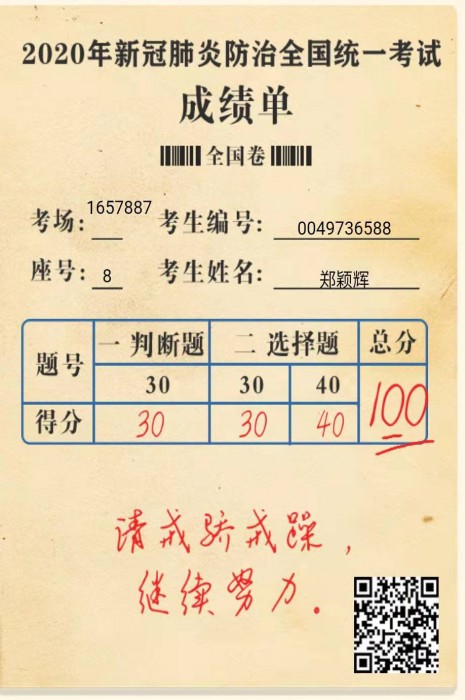 2020年新冠肺炎防治全国统一考试
成绩单
全国卷
考场: 1657887 考生编号: 0049736588
座号: 8 考生姓名: 郑颖辉
题号 一 判断题 二 选择题 总分
30 30 40
得分 30 30 40 100
请戒骄戒躁，
继续努力。